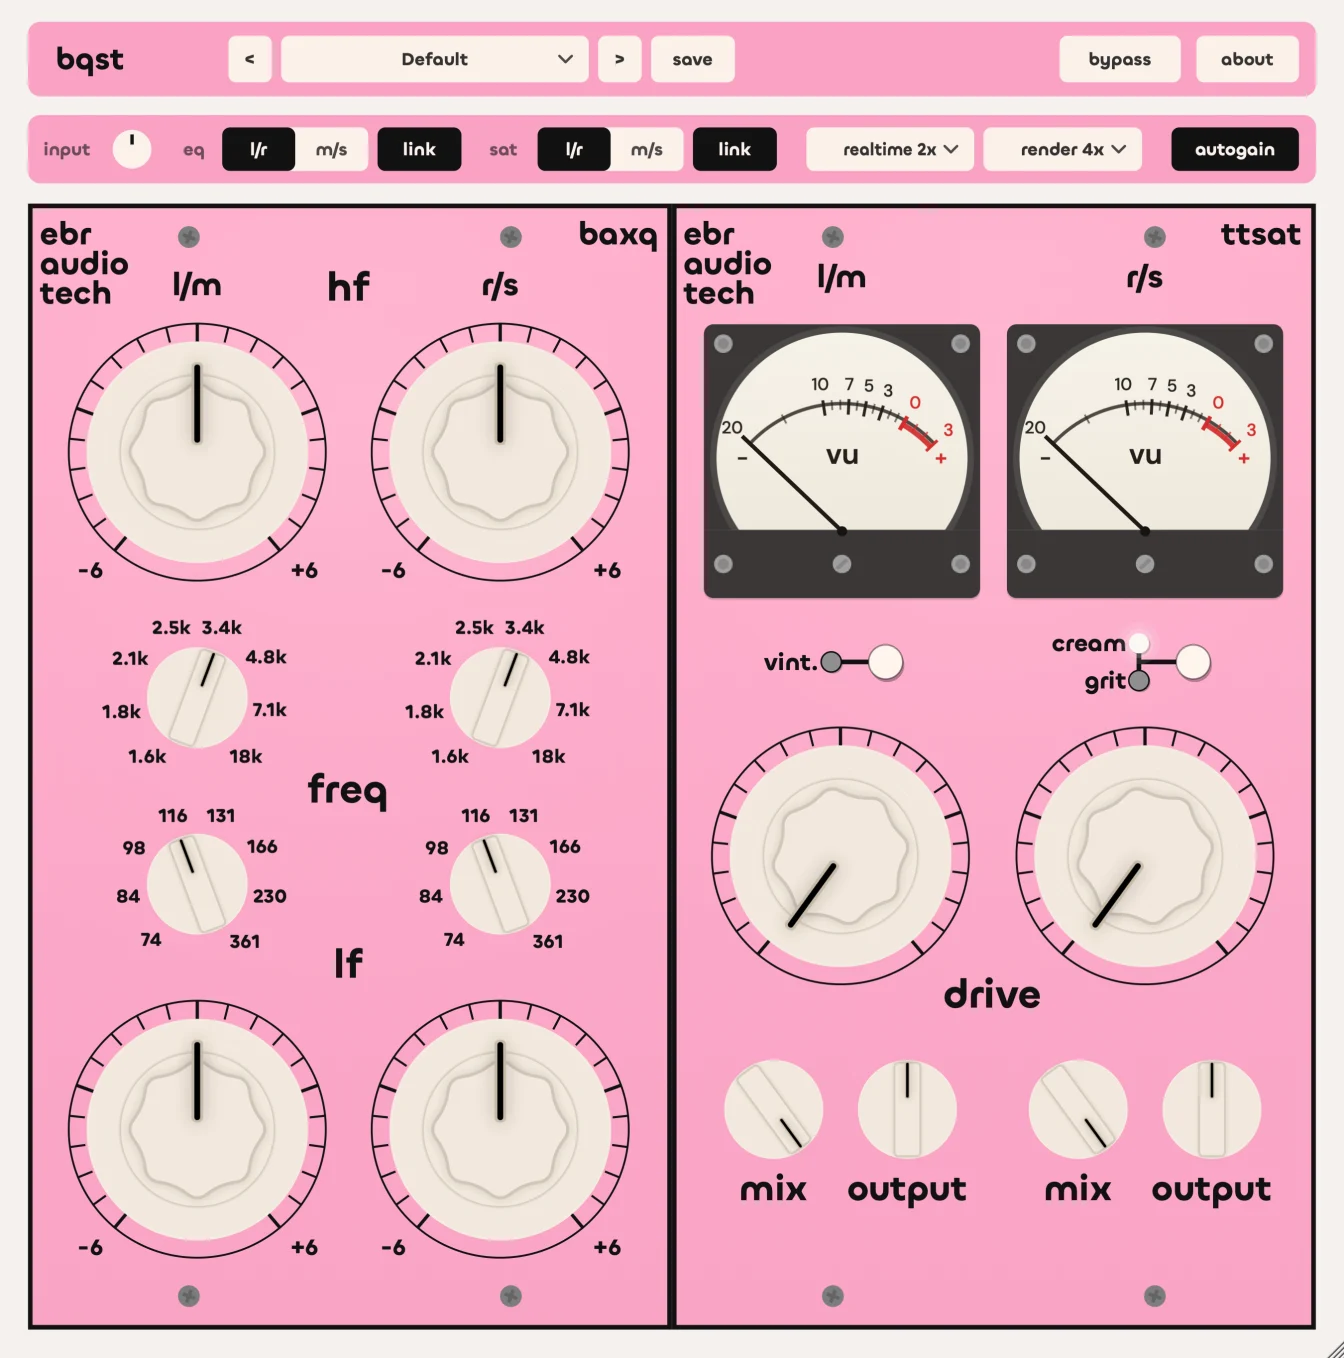 bqst
<
Default
>
save
bypass
about
input
eq
l/r
m/s
link
sat
l/r
m/s
link
realtime 2x
render 4x
autogain
ebr
audio
tech
l/m
hf
r/s
baxq
-6
+6
-6
+6
2.5k 3.4k
2.1k 4.8k
1.8k 7.1k
1.6k 18k
2.5k 3.4k
2.1k 4.8k
1.8k 7.1k
1.6k 18k
freq
116 131
98 166
84 230
74 361
116 131
98 166
84 230
74 361
lf
-6
+6
-6
+6
ebr
audio
tech
l/m
r/s
ttsat
20 10 7 5 3 0 3
- vu +
20 10 7 5 3 0 3
- vu +
vint.
cream
grit
drive
mix
output
mix
output